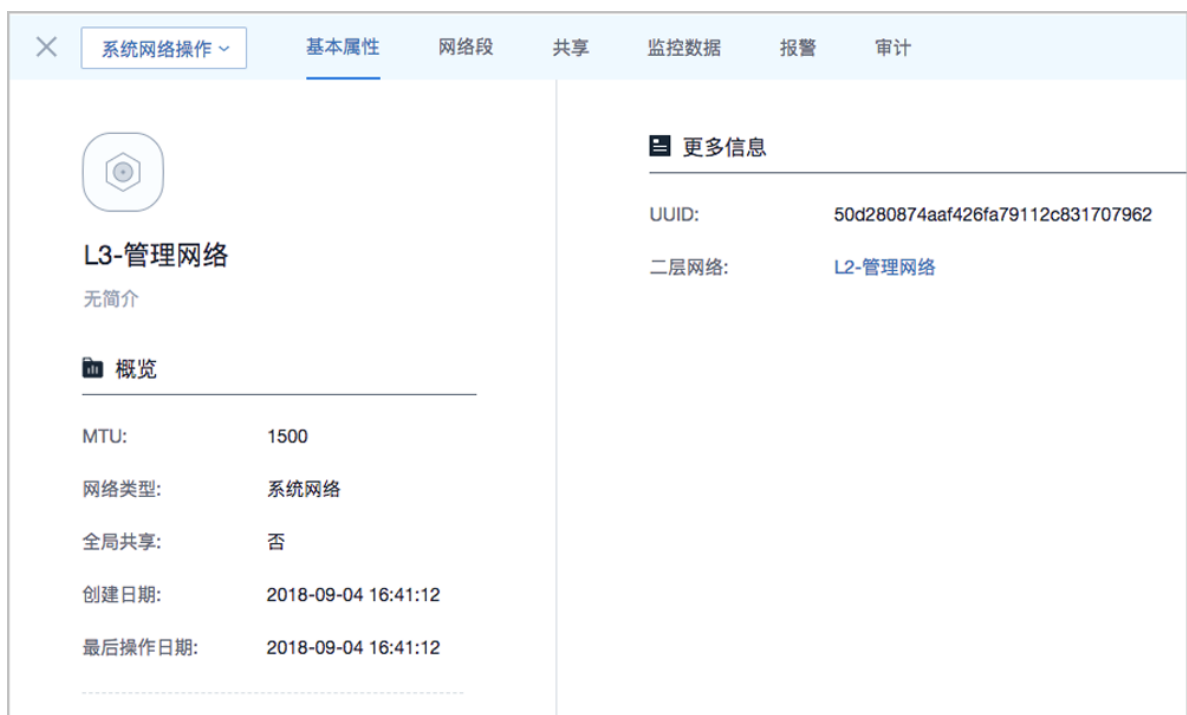 系统网络操作 基本属性 网络段 共享 监控数据 报警 审计
L3-管理网络
无简介
概览
MTU: 1500
网络类型: 系统网络
全局共享: 否
创建日期: 2018-09-04 16:41:12
最后操作日期: 2018-09-04 16:41:12
更多信息
UUID: 50d280874aaf426fa79112c831707962
二层网络: L2-管理网络